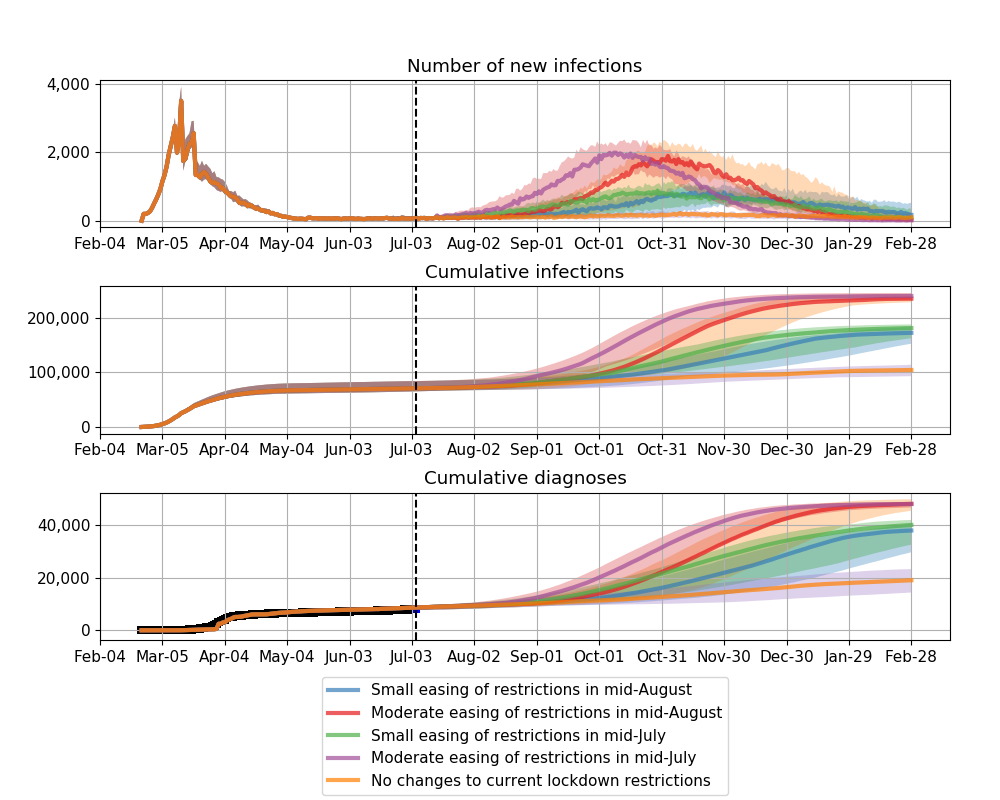 Number of new infections
4,000
2,000
0
Feb-04 Mar-05 Apr-04 May-04 Jun-03 Jul-03 Aug-02 Sep-01 Oct-01 Oct-31 Nov-30 Dec-30 Jan-29 Feb-28
Cumulative infections
200,000
100,000
0
Feb-04 Mar-05 Apr-04 May-04 Jun-03 Jul-03 Aug-02 Sep-01 Oct-01 Oct-31 Nov-30 Dec-30 Jan-29 Feb-28
Cumulative diagnoses
40,000
20,000
0
Feb-04 Mar-05 Apr-04 May-04 Jun-03 Jul-03 Aug-02 Sep-01 Oct-01 Oct-31 Nov-30 Dec-30 Jan-29 Feb-28
Small easing of restrictions in mid-August
Moderate easing of restrictions in mid-August
Small easing of restrictions in mid-July
Moderate easing of restrictions in mid-July
No changes to current lockdown restrictions